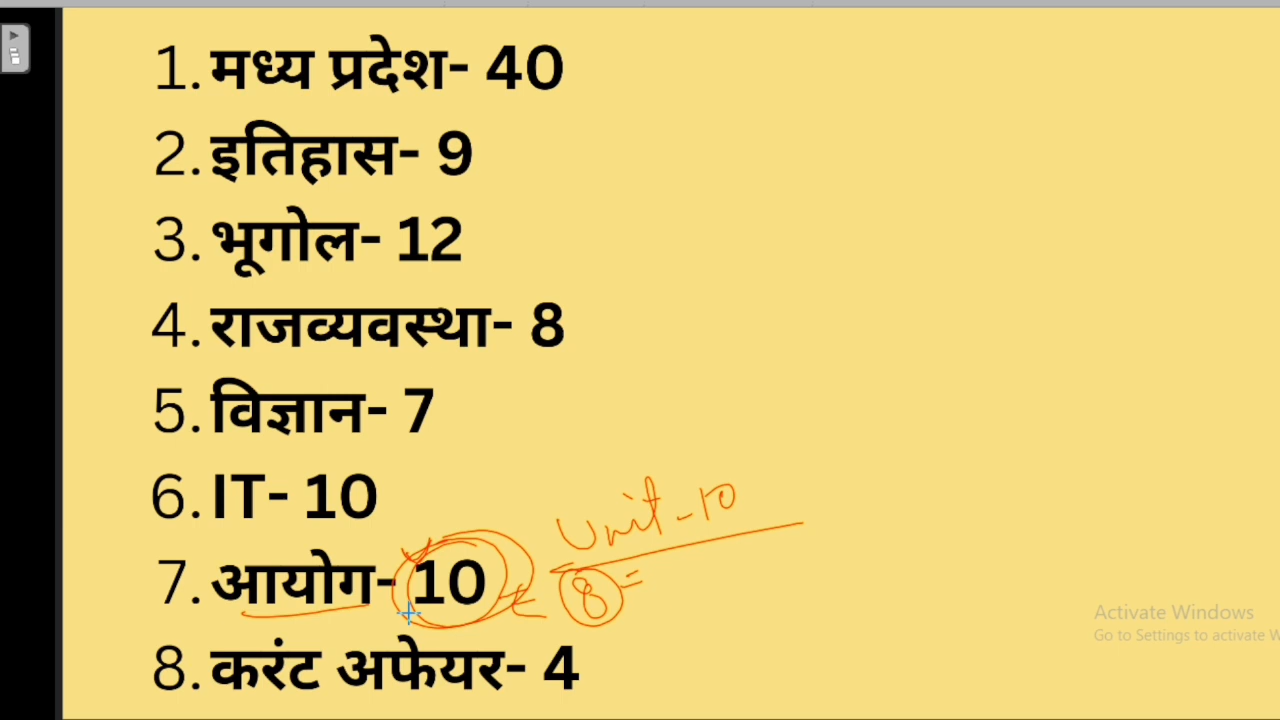 1. मध्य प्रदेश- 40
2. इतिहास- 9
3. भूगोल- 12
4. राजव्यवस्था- 8
5. विज्ञान- 7
6. IT- 10
Unit-10
7. आयोग- 10
8 =
8. करंट अफेयर- 4
Activate Windows
Go to Settings to activate W